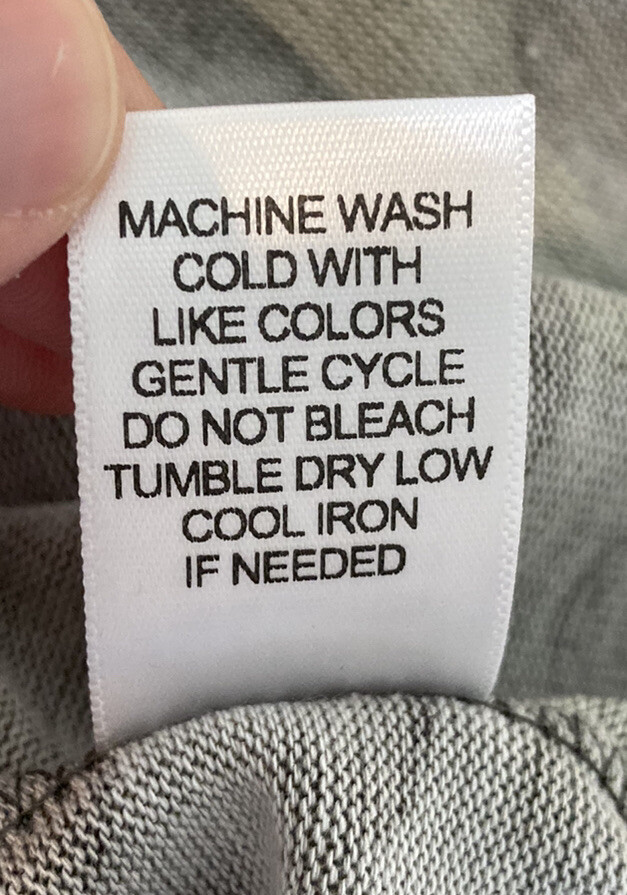 MACHINE WASH
COLD WITH
LIKE COLORS
GENTLE CYCLE
DO NOT BLEACH
TUMBLE DRY LOW
COOL IRON
IF NEEDED